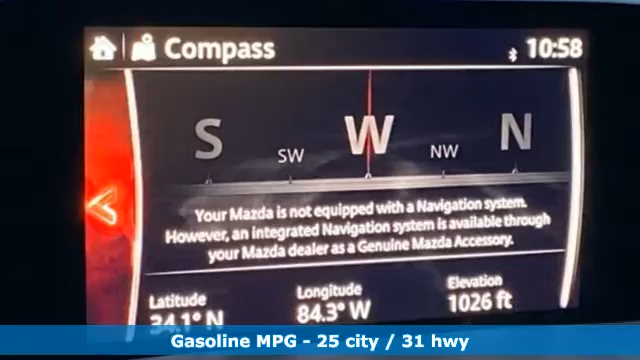 Compass 10:58
S SW W NW N
Your Mazda is not equipped with a Navigation system.
However, an integrated Navigation system is available through
your Mazda dealer as a Genuine Mazda Accessory.
Latitude Longitude Elevation
34.1° N 84.3° W 1026 ft
Gasoline MPG - 25 city / 31 hwy